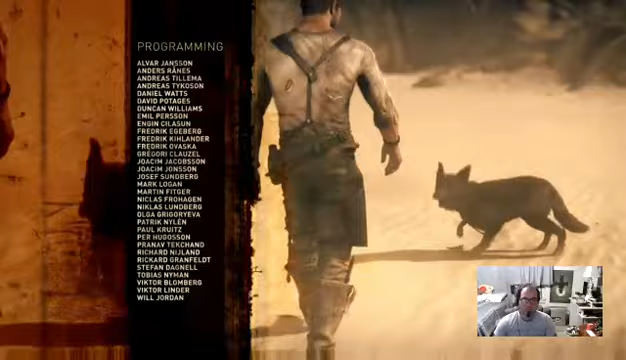 PROGRAMMING
ALVAR JANSSON
ANDERS RÅNES
ANDREAS TILLEMA
ANDREAS TYKOSON
DANIEL WATTS
DAVID POTAGES
DUNCAN WILLIAMS
EMIL PERSSON
ENGIN CILASUN
FREDRIK EGEBERG
FREDRIK KIHLANDER
FREDRIK OVASKA
GRÉGORI CLAUZEL
JOACIM JACOBSSON
JOACIM JONSSON
JOSEF SUNDBERG
MARK LOGAN
MARTIN FITGER
NICLAS FROHAGEN
NIKLAS LUNDBERG
OLGA GRIGORYEVA
PATRIK NYLÉN
PAUL KRUITZ
PER HUGOSSON
PRANAV TEKCHAND
RICHARD NIJLAND
RICKARD GRANFELDT
STEFAN DAGNELL
TOBIAS NYMAN
VIKTOR BLOMBERG
VIKTOR LINDER
WILL JORDAN